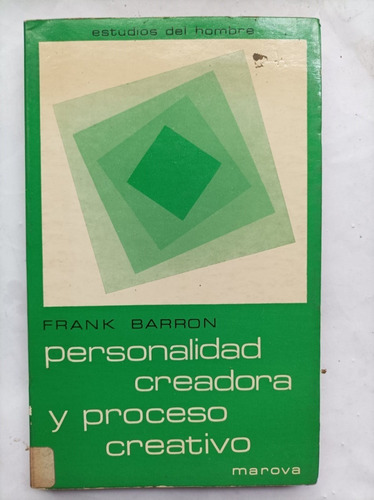 estudios del hombre
FRANK BARRON
personalidad
creadora
y proceso
creativo
marova